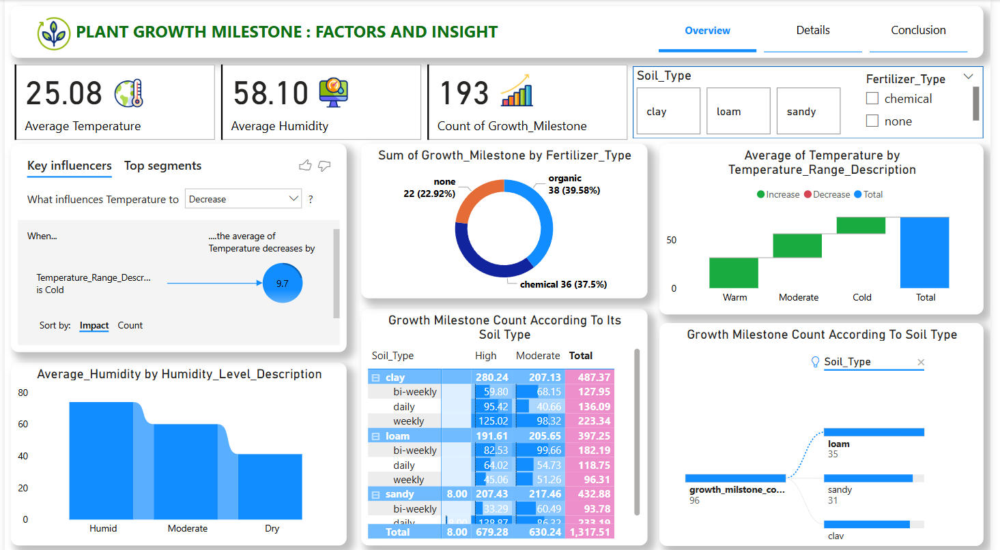 PLANT GROWTH MILESTONE : FACTORS AND INSIGHT
Overview
Details
Conclusion
25.08
Average Temperature
58.10
Average Humidity
193
Count of Growth_Milestone
Soil_Type
clay
loam
sandy
Fertilizer_Type
chemical
none
Key influencers
Top segments
What influences Temperature to
Decrease
?
When...
....the average of
Temperature decreases by
Temperature_Range_Descr...
is Cold
9.7
Sort by:
Impact
Count
Sum of Growth_Milestone by Fertilizer_Type
none
22 (22.92%)
organic
38 (39.58%)
chemical 36 (37.5%)
Average of Temperature by
Temperature_Range_Description
Increase
Decrease
Total
50
0
Warm
Moderate
Cold
Total
Average_Humidity by Humidity_Level_Description
80
60
40
20
0
Humid
Moderate
Dry
Growth Milestone Count According To Its
Soil Type
Soil_Type High Moderate Total
clay 280.24 207.13 487.37
bi-weekly 59.80 68.15 127.95
daily 95.42 40.66 136.09
weekly 125.02 98.32 223.34
loam 191.61 205.65 397.25
bi-weekly 82.53 99.66 182.19
daily 64.02 54.73 118.75
weekly 45.06 51.26 96.31
sandy 8.00 207.43 217.46 432.88
bi-weekly 33.29 60.49 93.78
daily 8.00 138.87 86.32 233.19
Total 8.00 679.28 630.24 1,317.51
Growth Milestone Count According To Soil Type
Soil_Type
growth_milstone_co...
96
loam
35
sandy
31
clay